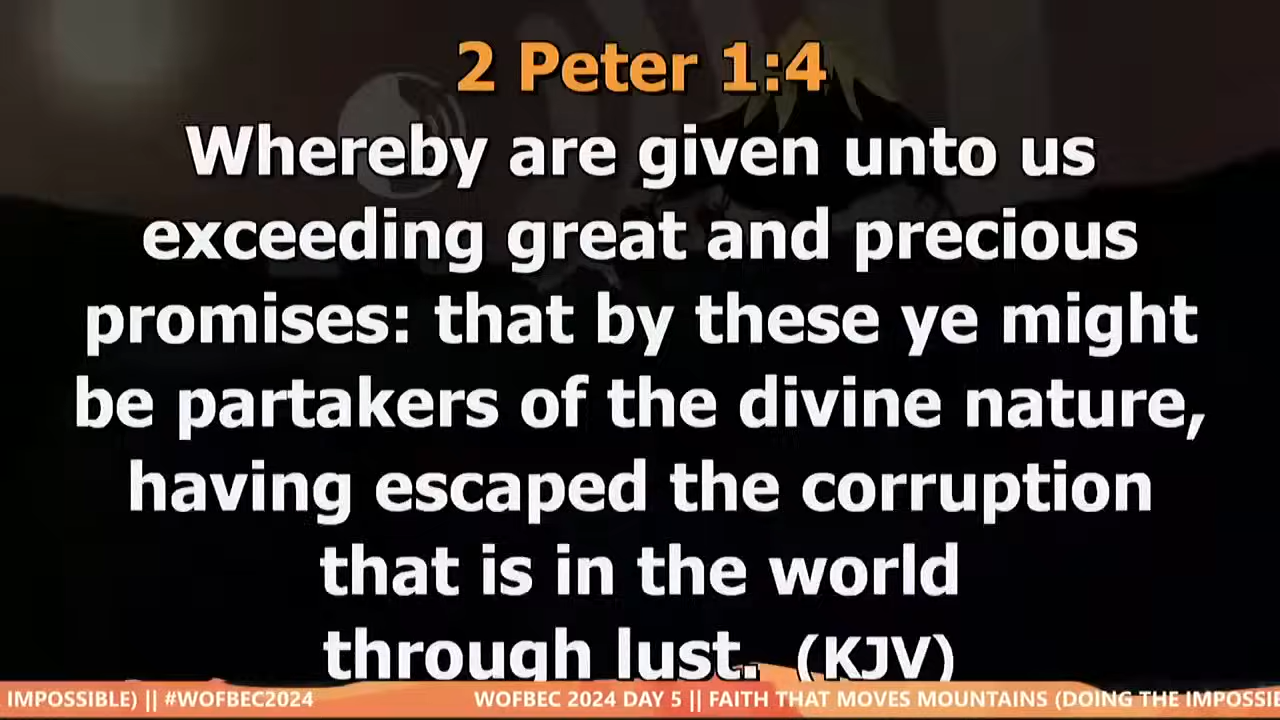 2 Peter 1:4
Whereby are given unto us
exceeding great and precious
promises: that by these ye might
be partakers of the divine nature,
having escaped the corruption
that is in the world
through lust. (KJV)
IMPOSSIBLE) || #WOFBEC2024 WOFBEC 2024 DAY 5 || FAITH THAT MOVES MOUNTAINS (DOING THE IMPOSSIB